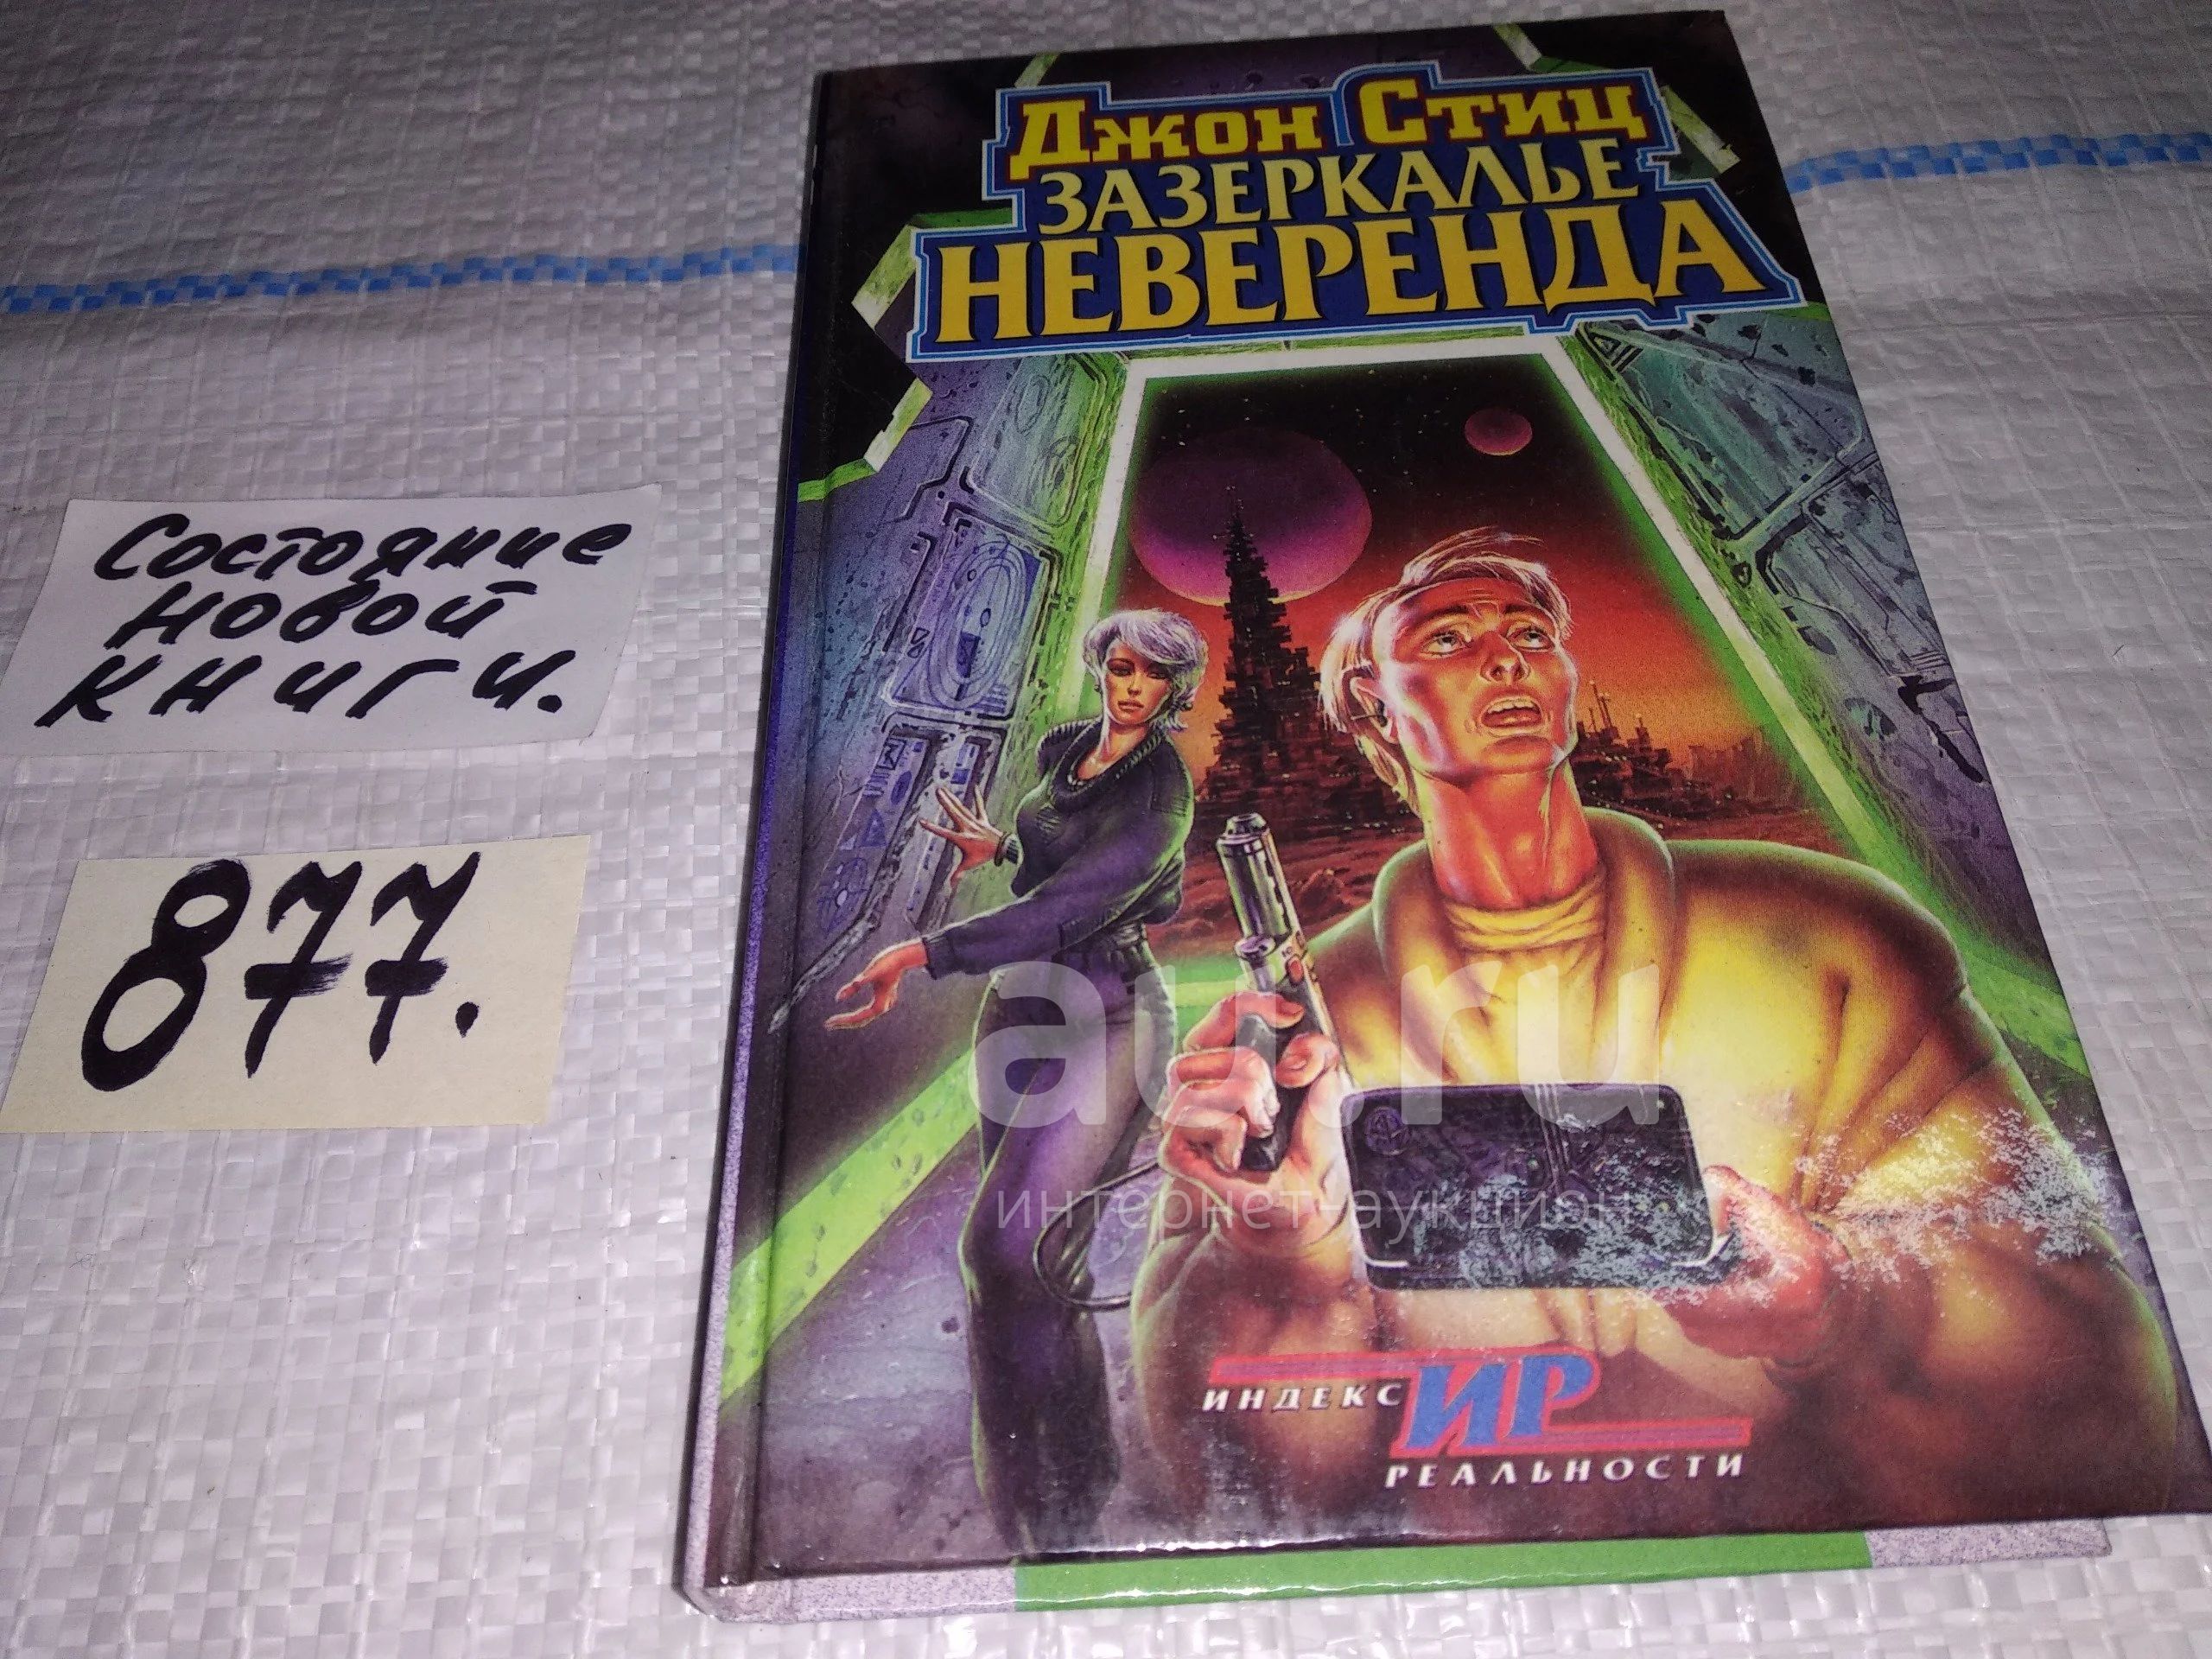 Джон Стиц
ЗАЗЕРКАЛЬЕ
НЕВЕРЕНДА
Состояние
новой
книги.
877.
au.ru
интернет-аукцион
ИНДЕКС ИР
РЕАЛЬНОСТИ